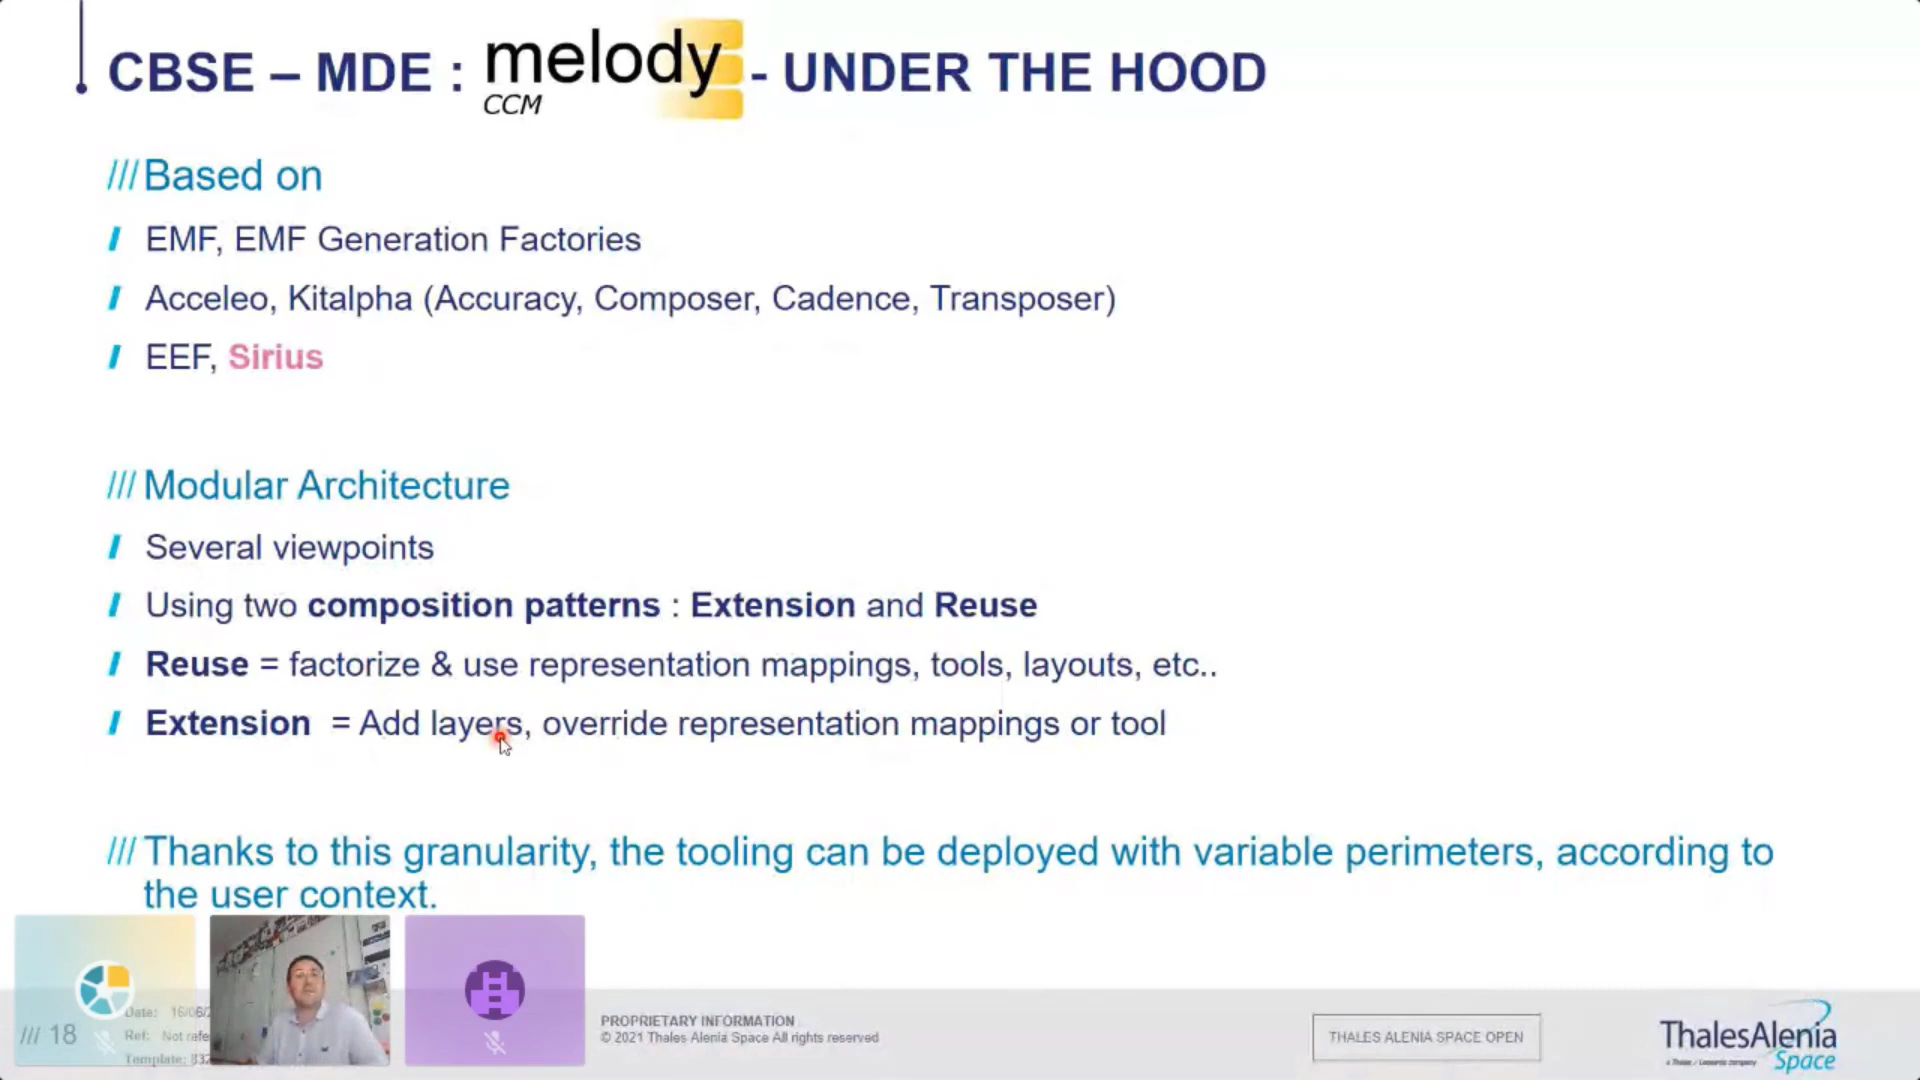 CBSE – MDE : melody CCM - UNDER THE HOOD
/// Based on
EMF, EMF Generation Factories
Acceleo, Kitalpha (Accuracy, Composer, Cadence, Transposer)
EEF, Sirius
/// Modular Architecture
Several viewpoints
Using two composition patterns : Extension and Reuse
Reuse = factorize & use representation mappings, tools, layouts, etc..
Extension = Add layers, override representation mappings or tool
/// Thanks to this granularity, the tooling can be deployed with variable perimeters, according to
the user context.
/// 18
Date: 16/06/2
Ref: Not refe
Template: 832
PROPRIETARY INFORMATION
© 2021 Thales Alenia Space All rights reserved
THALES ALENIA SPACE OPEN
ThalesAlenia
a Thales / Leonardo company
Space